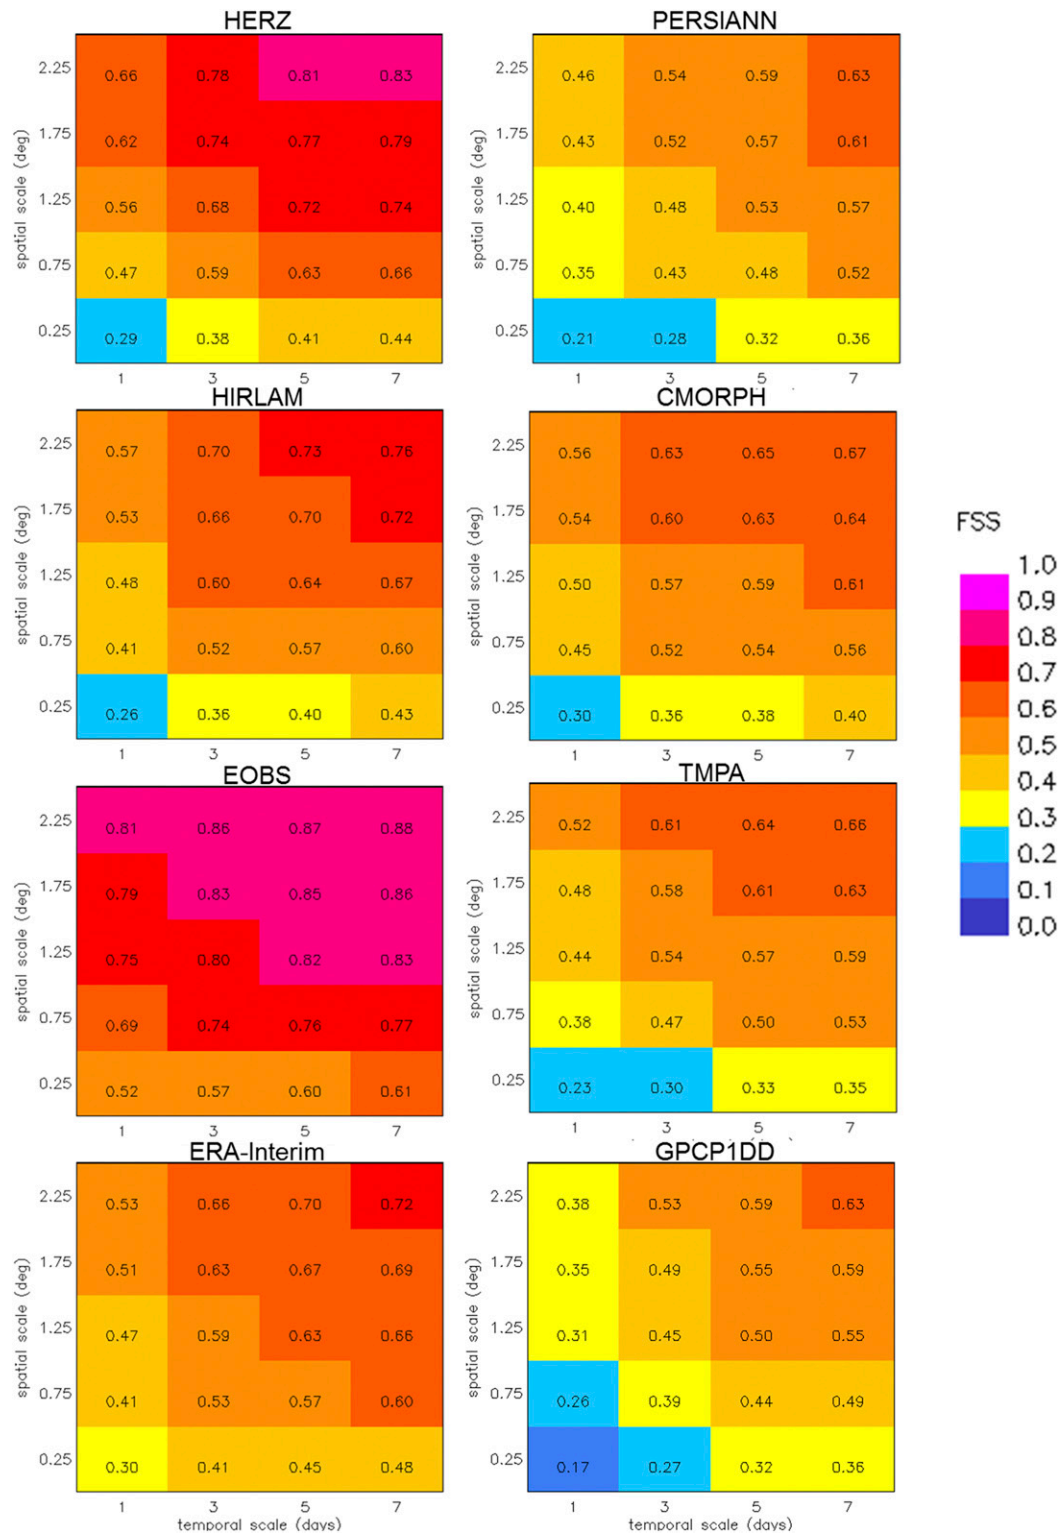 HERZ
PERSIANN
spatial scale (deg)
2.25 0.66 0.78 0.81 0.83
1.75 0.62 0.74 0.77 0.79
1.25 0.56 0.68 0.72 0.74
0.75 0.47 0.59 0.63 0.66
0.25 0.29 0.38 0.41 0.44
1 3 5 7
spatial scale (deg)
2.25 0.46 0.54 0.59 0.63
1.75 0.43 0.52 0.57 0.61
1.25 0.40 0.48 0.53 0.57
0.75 0.35 0.43 0.48 0.52
0.25 0.21 0.28 0.32 0.36
1 3 5 7
HIRLAM
CMORPH
spatial scale (deg)
2.25 0.57 0.70 0.73 0.76
1.75 0.53 0.66 0.70 0.72
1.25 0.48 0.60 0.64 0.67
0.75 0.41 0.52 0.57 0.60
0.25 0.26 0.36 0.40 0.43
1 3 5 7
spatial scale (deg)
2.25 0.56 0.63 0.65 0.67
1.75 0.54 0.60 0.63 0.64
1.25 0.50 0.57 0.59 0.61
0.75 0.45 0.52 0.54 0.56
0.25 0.30 0.36 0.38 0.40
1 3 5 7
EOBS
TMPA
spatial scale (deg)
2.25 0.81 0.86 0.87 0.88
1.75 0.79 0.83 0.85 0.86
1.25 0.75 0.80 0.82 0.83
0.75 0.69 0.74 0.76 0.77
0.25 0.52 0.57 0.60 0.61
1 3 5 7
spatial scale (deg)
2.25 0.52 0.61 0.64 0.66
1.75 0.48 0.58 0.61 0.63
1.25 0.44 0.54 0.57 0.59
0.75 0.38 0.47 0.50 0.53
0.25 0.23 0.30 0.33 0.35
1 3 5 7
ERA-Interim
GPCP1DD
spatial scale (deg)
2.25 0.53 0.66 0.70 0.72
1.75 0.51 0.63 0.67 0.69
1.25 0.47 0.59 0.63 0.66
0.75 0.41 0.53 0.57 0.60
0.25 0.30 0.41 0.45 0.48
1 3 5 7
temporal scale (days)
spatial scale (deg)
2.25 0.38 0.53 0.59 0.63
1.75 0.35 0.49 0.55 0.59
1.25 0.31 0.45 0.50 0.55
0.75 0.26 0.39 0.44 0.49
0.25 0.17 0.27 0.32 0.36
1 3 5 7
temporal scale (days)
FSS
1.0
0.9
0.8
0.7
0.6
0.5
0.4
0.3
0.2
0.1
0.0